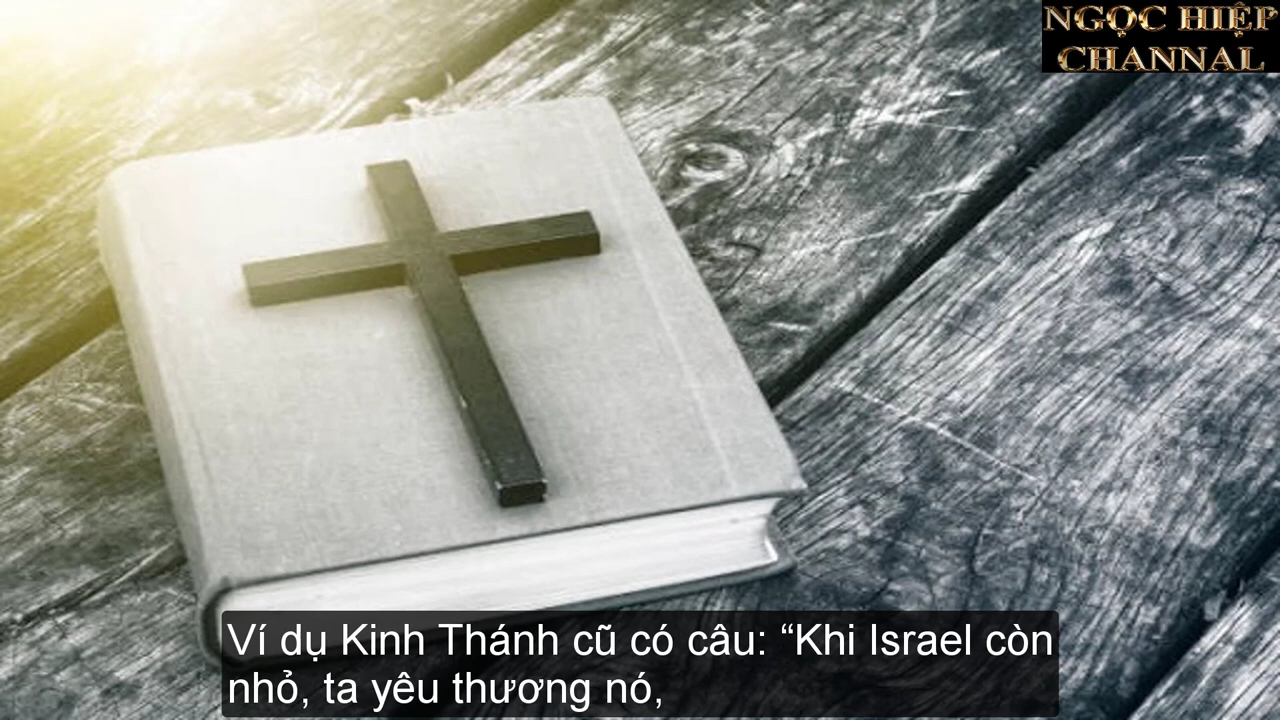 NGỌC HIỆP
CHANNAL
Ví dụ Kinh Thánh cũ có câu: “Khi Israel còn
nhỏ, ta yêu thương nó,